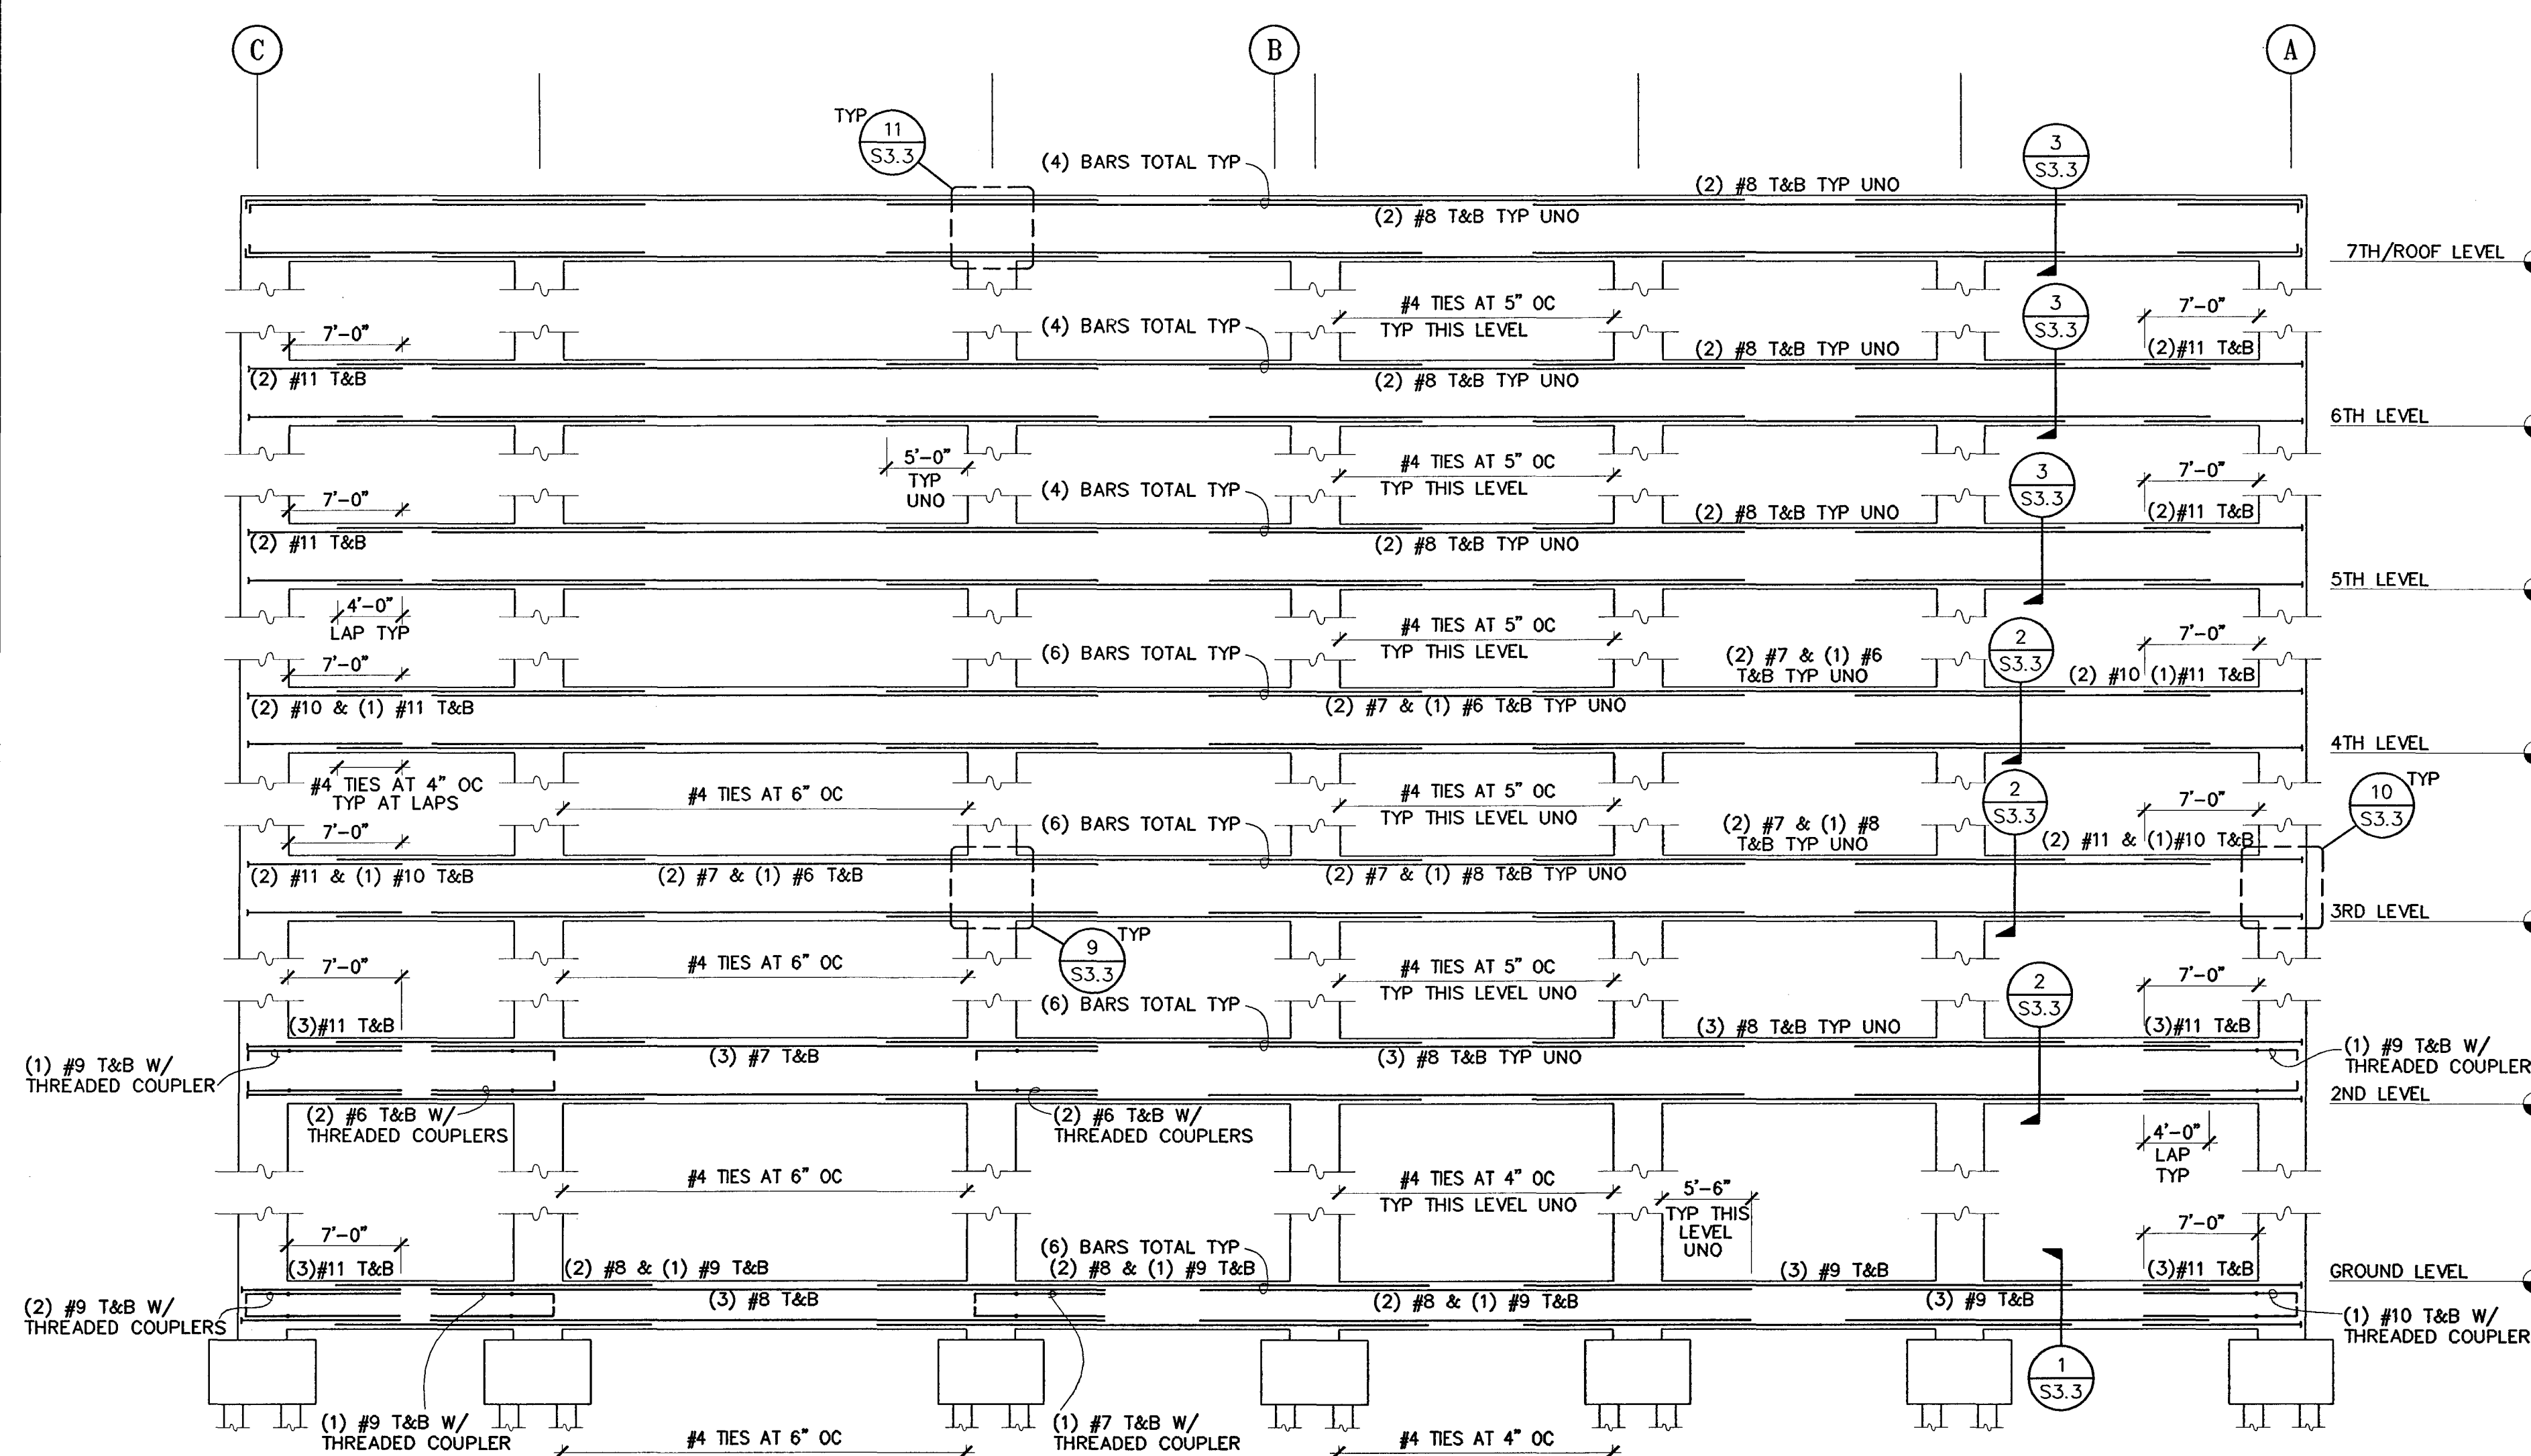 C
B
A
TYP
11
S3.3
(4) BARS TOTAL TYP
3
S3.3
(2) #8 T&B TYP UNO
(2) #8 T&B TYP UNO
7TH/ROOF LEVEL
#4 TIES AT 5" OC
TYP THIS LEVEL
3
S3.3
7'-0"
7'-0"
(4) BARS TOTAL TYP
(2) #8 T&B TYP UNO
(2)#11 T&B
(2) #11 T&B
(2) #8 T&B TYP UNO
6TH LEVEL
5'-0"
TYP
UNO
#4 TIES AT 5" OC
TYP THIS LEVEL
3
S3.3
7'-0"
7'-0"
(4) BARS TOTAL TYP
(2) #8 T&B TYP UNO
(2)#11 T&B
(2) #11 T&B
(2) #8 T&B TYP UNO
5TH LEVEL
4'-0"
LAP TYP
#4 TIES AT 5" OC
TYP THIS LEVEL
2
S3.3
7'-0"
7'-0"
(6) BARS TOTAL TYP
(2) #7 & (1) #6
T&B TYP UNO
(2) #10 (1)#11 T&B
(2) #10 & (1) #11 T&B
(2) #7 & (1) #6 T&B TYP UNO
4TH LEVEL
#4 TIES AT 4" OC
TYP AT LAPS
#4 TIES AT 6" OC
#4 TIES AT 5" OC
TYP THIS LEVEL UNO
2
S3.3
7'-0"
10
S3.3
TYP
7'-0"
(6) BARS TOTAL TYP
(2) #7 & (1) #8
T&B TYP UNO
(2) #11 & (1)#10 T&B
(2) #11 & (1) #10 T&B
(2) #7 & (1) #6 T&B
(2) #7 & (1) #8 T&B TYP UNO
3RD LEVEL
9
S3.3
TYP
7'-0"
#4 TIES AT 6" OC
#4 TIES AT 5" OC
TYP THIS LEVEL UNO
2
S3.3
7'-0"
(6) BARS TOTAL TYP
(3)#11 T&B
(3) #8 T&B TYP UNO
(3)#11 T&B
(1) #9 T&B W/
THREADED COUPLER
(3) #7 T&B
(3) #8 T&B TYP UNO
(1) #9 T&B W/
THREADED COUPLER
2ND LEVEL
(2) #6 T&B W/
THREADED COUPLERS
(2) #6 T&B W/
THREADED COUPLERS
4'-0"
LAP
TYP
#4 TIES AT 6" OC
#4 TIES AT 4" OC
TYP THIS LEVEL UNO
5'-6"
TYP THIS
LEVEL
UNO
7'-0"
7'-0"
(6) BARS TOTAL TYP
(3)#11 T&B
(2) #8 & (1) #9 T&B
(2) #8 & (1) #9 T&B
(3) #9 T&B
(3)#11 T&B
GROUND LEVEL
(2) #9 T&B W/
THREADED COUPLERS
(3) #8 T&B
(2) #8 & (1) #9 T&B
(3) #9 T&B
(1) #10 T&B W/
THREADED COUPLER
1
S3.3
(1) #9 T&B W/
THREADED COUPLER
(1) #7 T&B W/
THREADED COUPLER
#4 TIES AT 6" OC
#4 TIES AT 4" OC